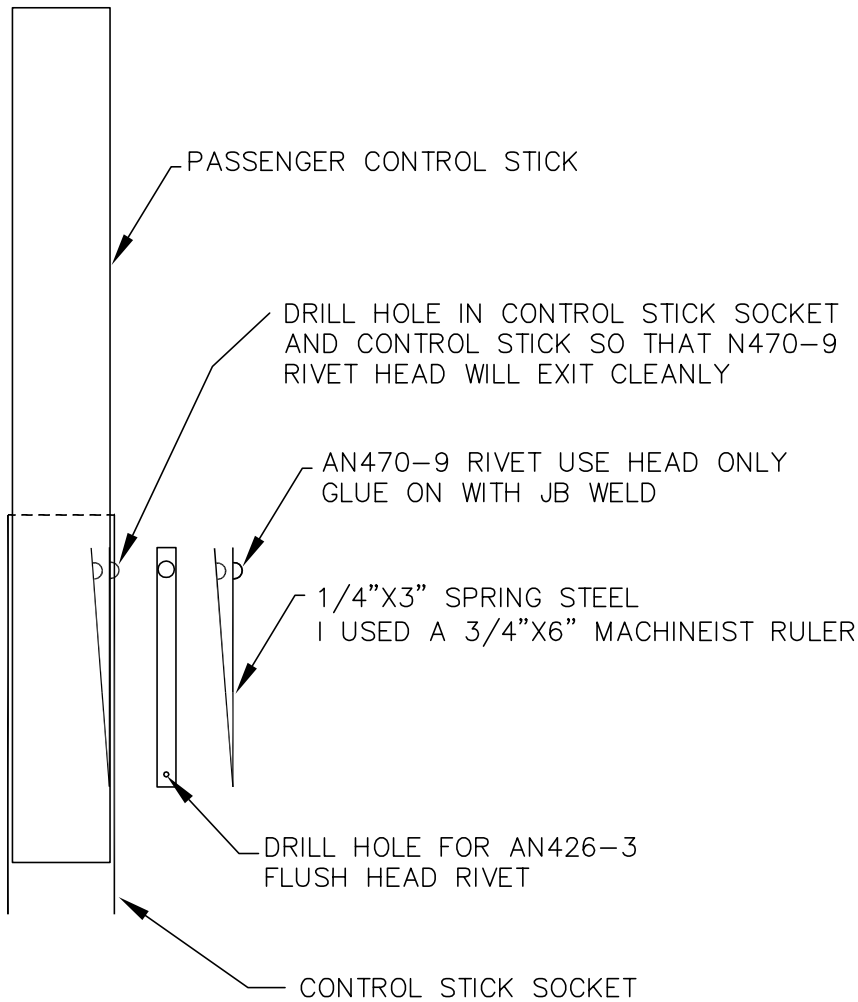 PASSENGER CONTROL STICK
DRILL HOLE IN CONTROL STICK SOCKET
AND CONTROL STICK SO THAT N470-9
RIVET HEAD WILL EXIT CLEANLY
AN470-9 RIVET USE HEAD ONLY
GLUE ON WITH JB WELD
1/4”X3” SPRING STEEL
I USED A 3/4”X6” MACHINEIST RULER
DRILL HOLE FOR AN426-3
FLUSH HEAD RIVET
CONTROL STICK SOCKET